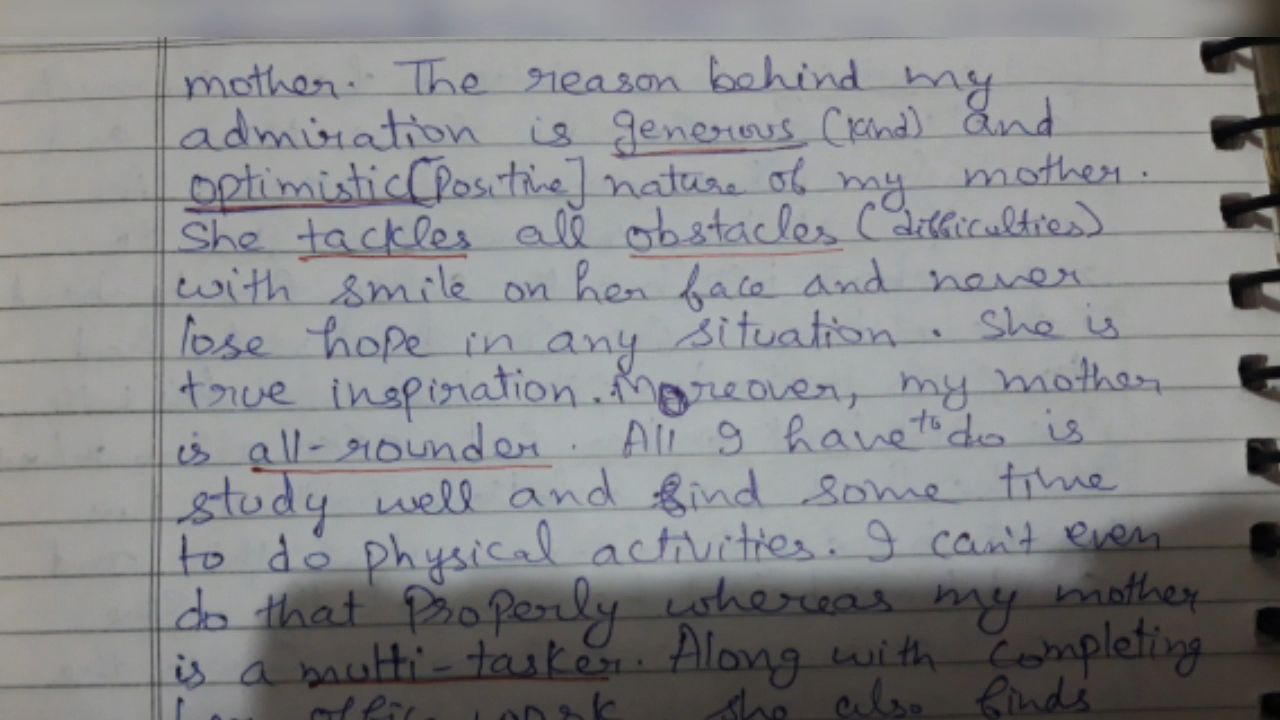 mother. The reason behind my
admiration is generous (kind) and
optimistic [Positive] nature of my mother.
She tackles all obstacles (difficulties)
with smile on her face and never
lose hope in any situation. She is
true inspiration. Moreover, my mother
is all-rounder. All I have to do is
study well and find some time
to do physical activities. I can't even
do that Properly whereas my mother
is a multi-tasker. Along with completing
her office work she also finds